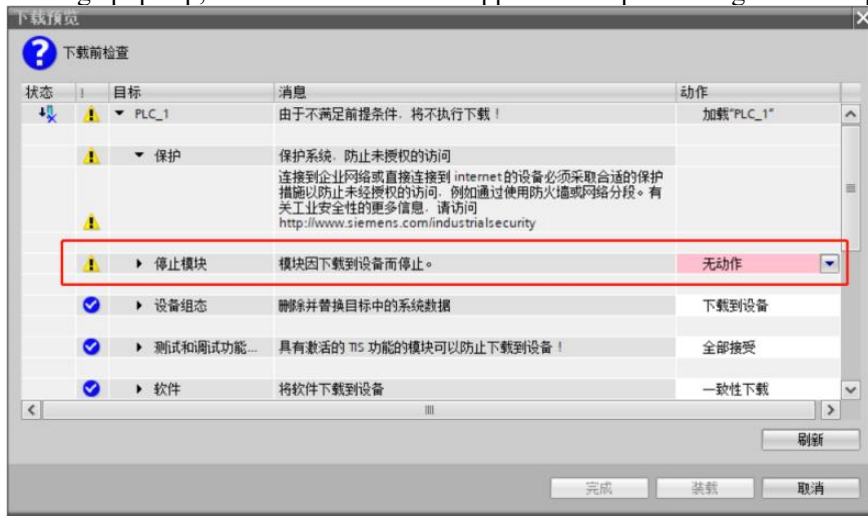 下载预览
下载前检查
状态 ! 目标 消息 动作
PLC_1 由于不满足前提条件，将不执行下载！ 加载“PLC_1”
保护 保护系统，防止未授权的访问
连接到企业网络或直接连接到 internet 的设备必须采取合适的保护
措施以防止未经授权的访问，例如通过使用防火墙或网络分段。有
关工业安全性的更多信息，请访问
http://www.siemens.com/industrialsecurity
停止模块 模块因下载到设备而停止。 无动作
设备组态 删除并替换目标中的系统数据 下载到设备
测试和调试功能... 具有激活的 TIS 功能的模块可以防止下载到设备！ 全部接受
软件 将软件下载到设备 一致性下载
刷新
完成 装载 取消